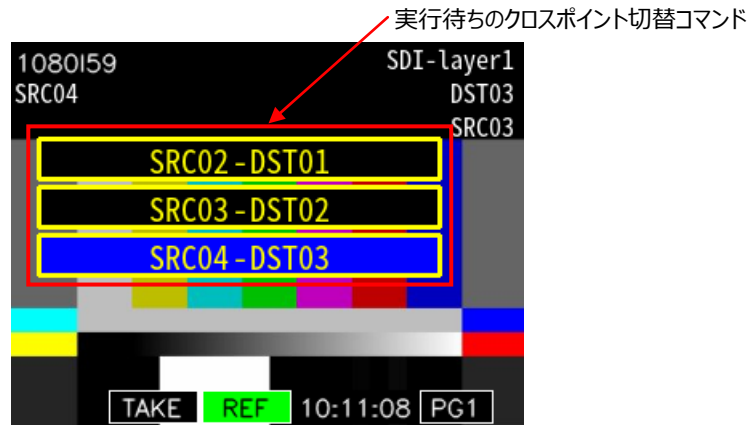 実行待ちのクロスポイント切替コマンド
1080I59 SDI-layer1
SRC04 DST03
SRC03
SRC02-DST01
SRC03-DST02
SRC04-DST03
TAKE REF 10:11:08 PG1